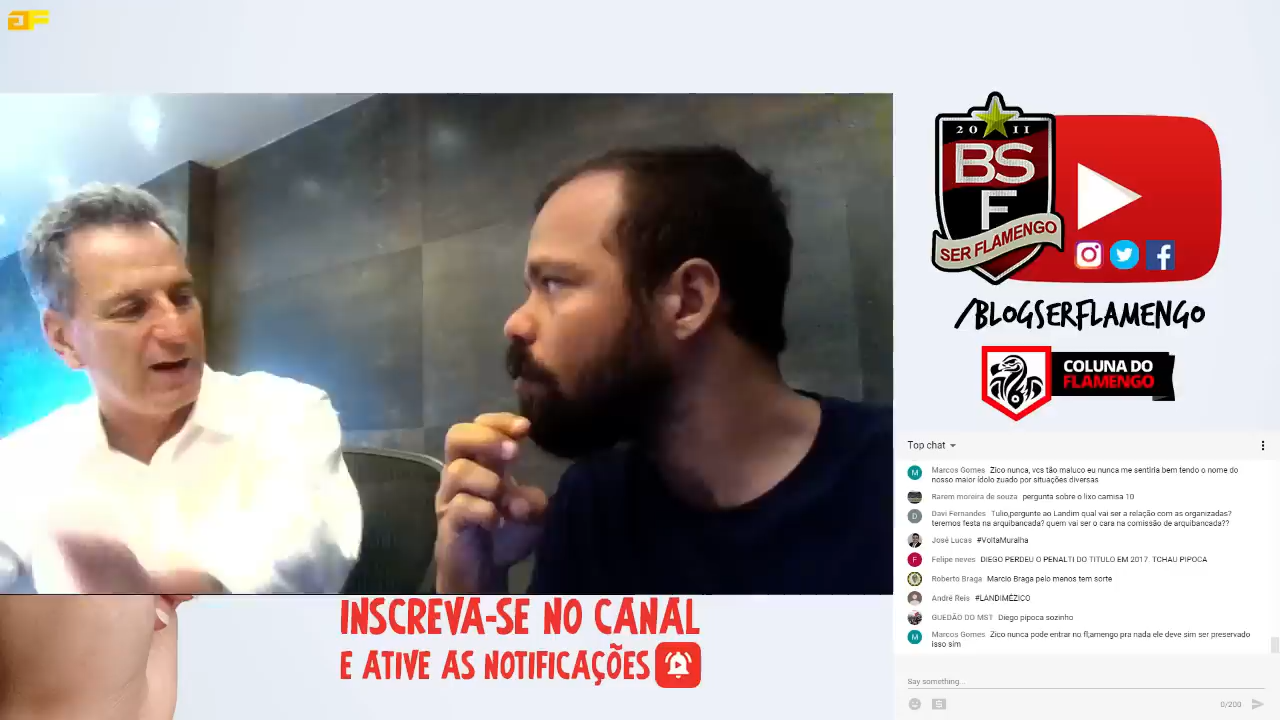 GF
2011
BS
F
SER FLAMENGO
/BLOGSERFLAMENGO
COLUNA DO
FLAMENGO
Top chat
M Marcos Gomes Zico nunca, vcs tão maluco eu nunca me sentiria bem tendo o nome do
nosso maior ídolo zuado por situações diversas
Rarem moreira de souza pergunta sobre o lixo camisa 10
D Davi Fernandes Tulio,pergunte ao Landim qual vai ser a relação com as organizadas?
teremos festa na arquibancada? quem vai ser o cara na comissão de arquibancada??
José Lucas #VoltaMuralha
F Felipe neves DIEGO PERDEU O PENALTI DO TITULO EM 2017. TCHAU PIPOCA
Roberto Braga Marcio Braga pelo menos tem sorte
André Reis #LANDIMÉZICO
GUEDÃO DO MST Diego pipoca sozinho
M Marcos Gomes Zico nunca pode entrar no fl,amengo pra nada ele deve sim ser preservado
isso sim
Say something...
0/200
INSCREVA-SE NO CANAL
E ATIVE AS NOTIFICAÇÕES